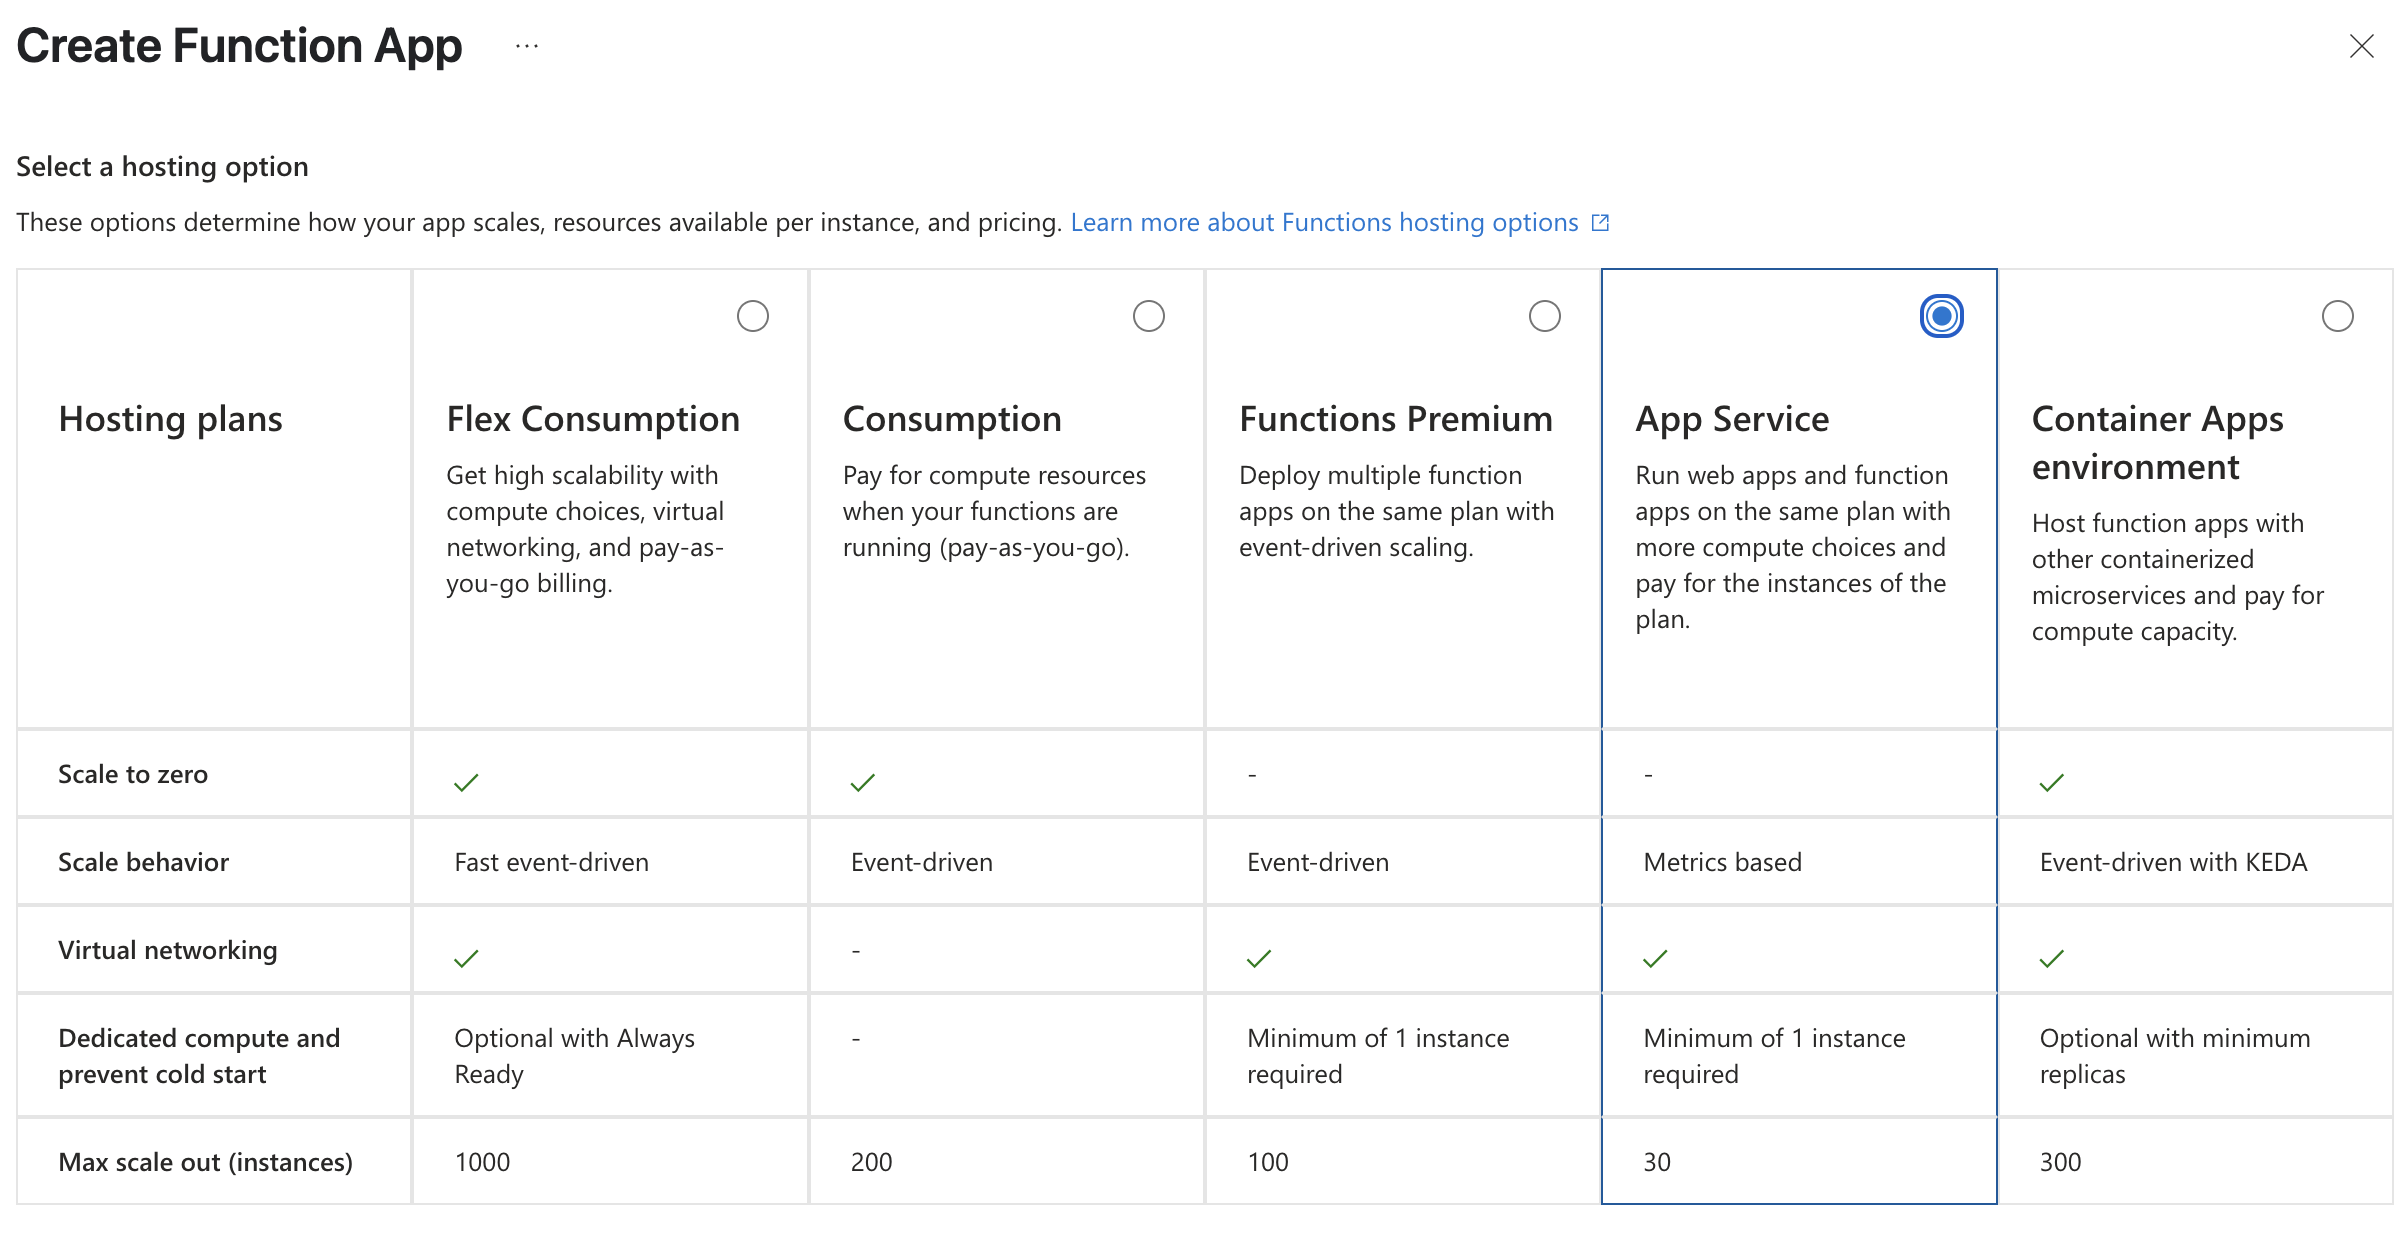 Create Function App ...
Select a hosting option
These options determine how your app scales, resources available per instance, and pricing. Learn more about Functions hosting options
Hosting plans
Flex Consumption
Get high scalability with
compute choices, virtual
networking, and pay-as-
you-go billing.
Consumption
Pay for compute resources
when your functions are
running (pay-as-you-go).
Functions Premium
Deploy multiple function
apps on the same plan with
event-driven scaling.
App Service
Run web apps and function
apps on the same plan with
more compute choices and
pay for the instances of the
plan.
Container Apps
environment
Host function apps with
other containerized
microservices and pay for
compute capacity.
Scale to zero - -
Scale behavior Fast event-driven Event-driven Event-driven Metrics based Event-driven with KEDA
Virtual networking -
Dedicated compute and
prevent cold start
Optional with Always
Ready
-
Minimum of 1 instance
required
Minimum of 1 instance
required
Optional with minimum
replicas
Max scale out (instances) 1000 200 100 30 300